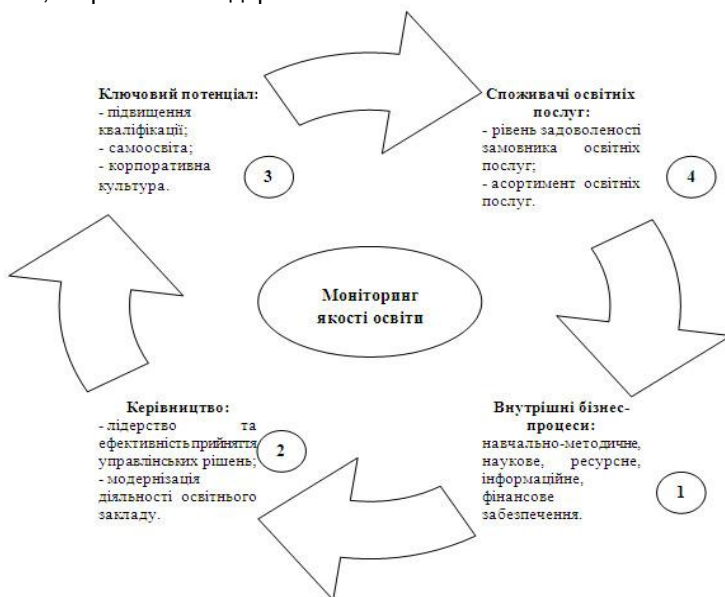 Ключовий потенціал:
- підвищення
кваліфікації;
- самоосвіта;
- корпоративна
культура.
3
Споживачі освітніх
послуг:
- рівень задоволеності
замовника освітніх
послуг;
- асортимент освітніх
послуг.
4
Моніторинг
якості освіти
Керівництво:
- лідерство та
ефективність прийняття
управлінських рішень;
- модернізація
діяльності освітнього
закладу.
2
Внутрішні бізнес-
процеси:
навчально-методичне,
наукове, ресурсне,
інформаційне,
фінансове
забезпечення.
1